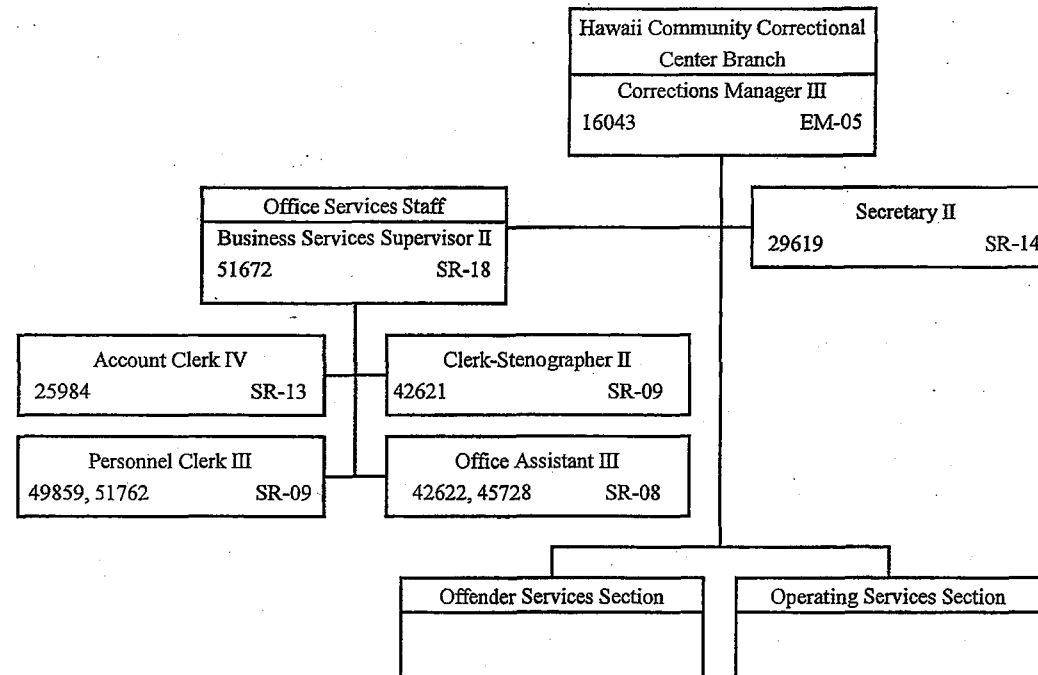 Hawaii Community Correctional
Center Branch
Corrections Manager III
16043 EM-05
Office Services Staff
Business Services Supervisor II
51672 SR-18
Secretary II
29619 SR-14
Account Clerk IV
25984 SR-13
Clerk-Stenographer II
42621 SR-09
Personnel Clerk III
49859, 51762 SR-09
Office Assistant III
42622, 45728 SR-08
Offender Services Section
Operating Services Section